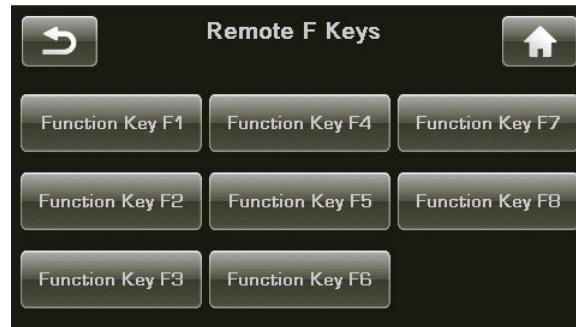 Remote F Keys
Function Key F1
Function Key F4
Function Key F7
Function Key F2
Function Key F5
Function Key F8
Function Key F3
Function Key F6